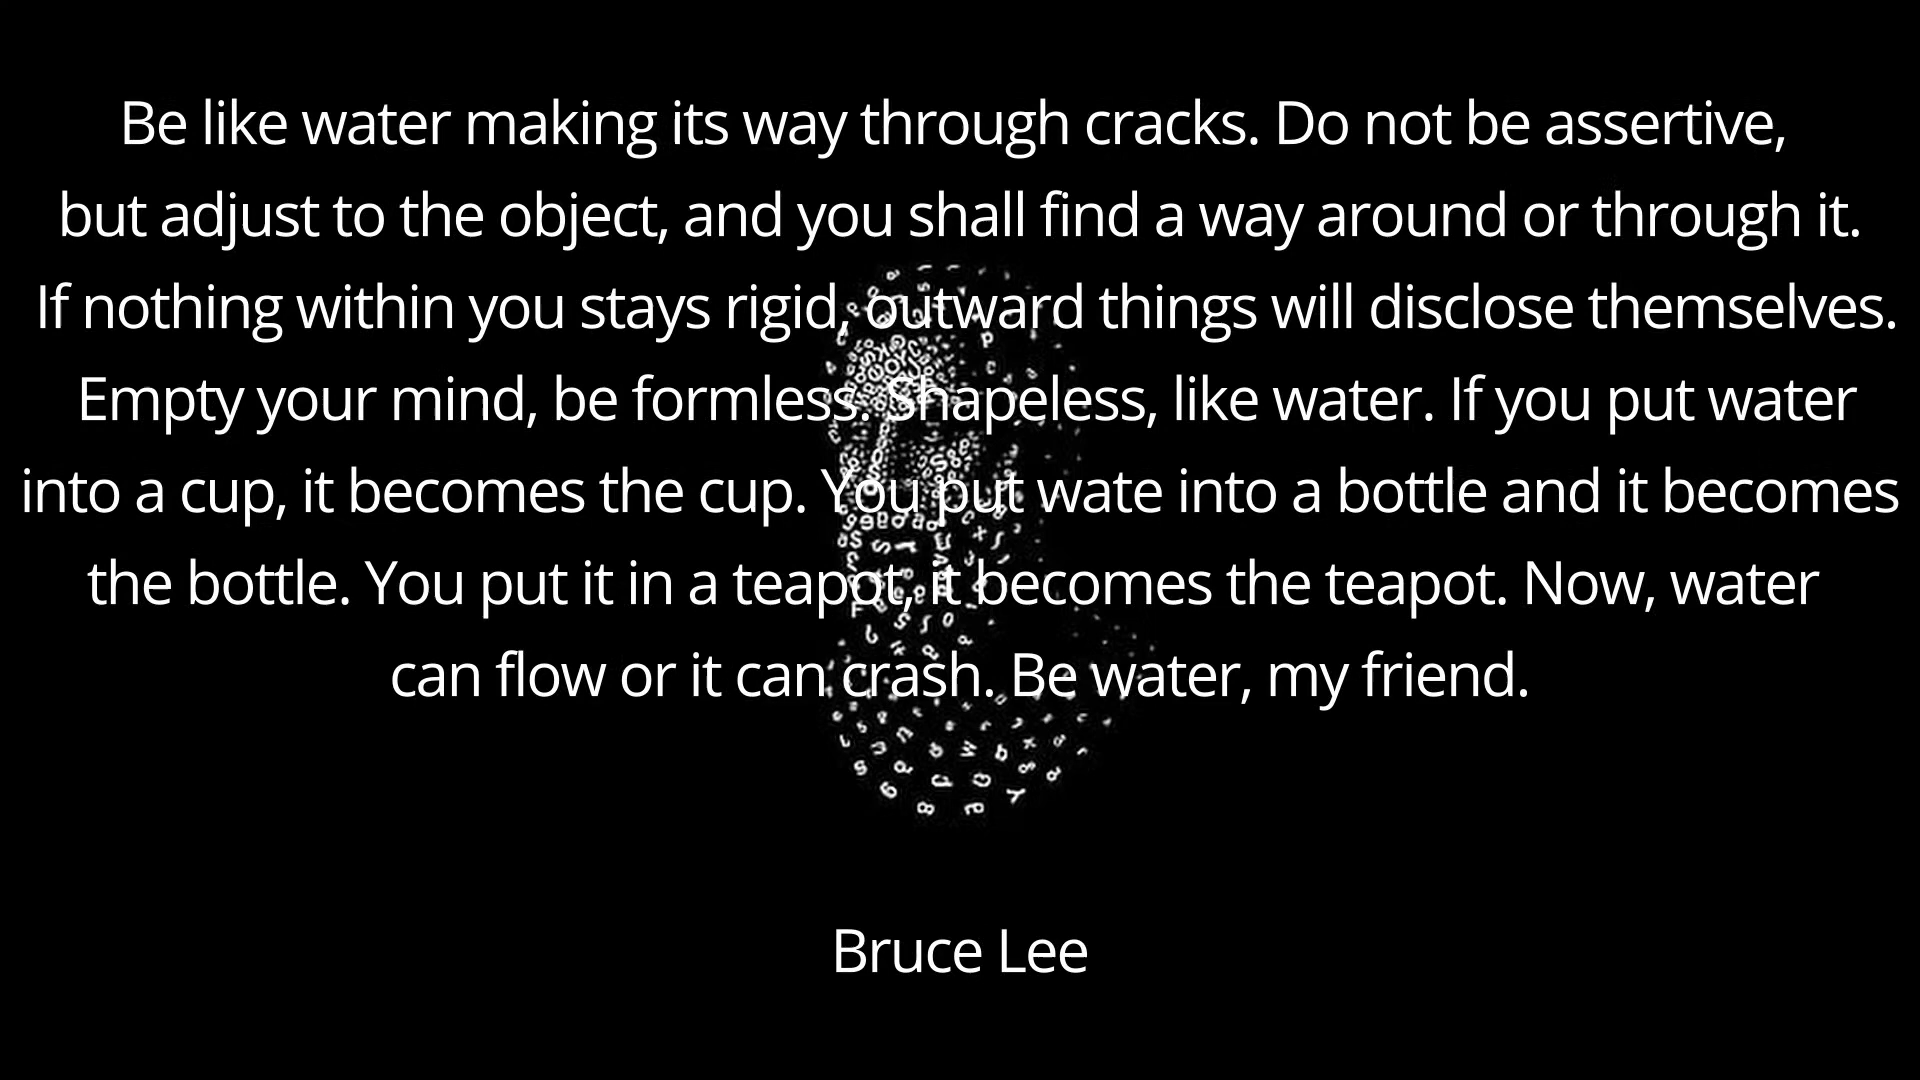 Be like water making its way through cracks. Do not be assertive,
but adjust to the object, and you shall find a way around or through it.
If nothing within you stays rigid, outward things will disclose themselves.
Empty your mind, be formless. Shapeless, like water. If you put water
into a cup, it becomes the cup. You put wate into a bottle and it becomes
the bottle. You put it in a teapot, it becomes the teapot. Now, water
can flow or it can crash. Be water, my friend.
Bruce Lee